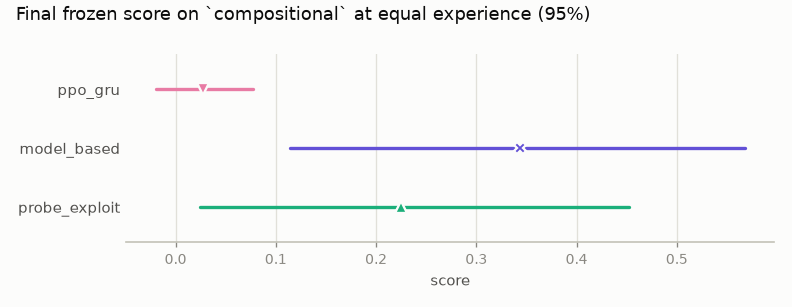 Final frozen score on `compositional` at equal experience (95%)
ppo_gru
model_based
probe_exploit
0.0 0.1 0.2 0.3 0.4 0.5
score